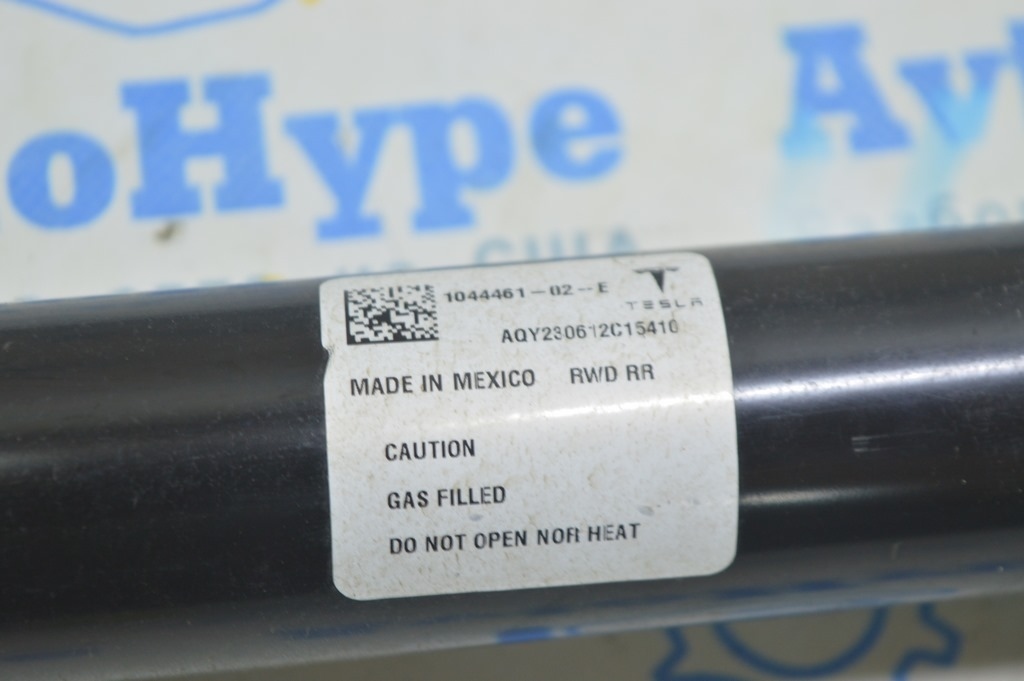 oHype
1044461-02-E
TESLA
AQY230612C15410
MADE IN MEXICO RWD RR
CAUTION
GAS FILLED
DO NOT OPEN NOR HEAT